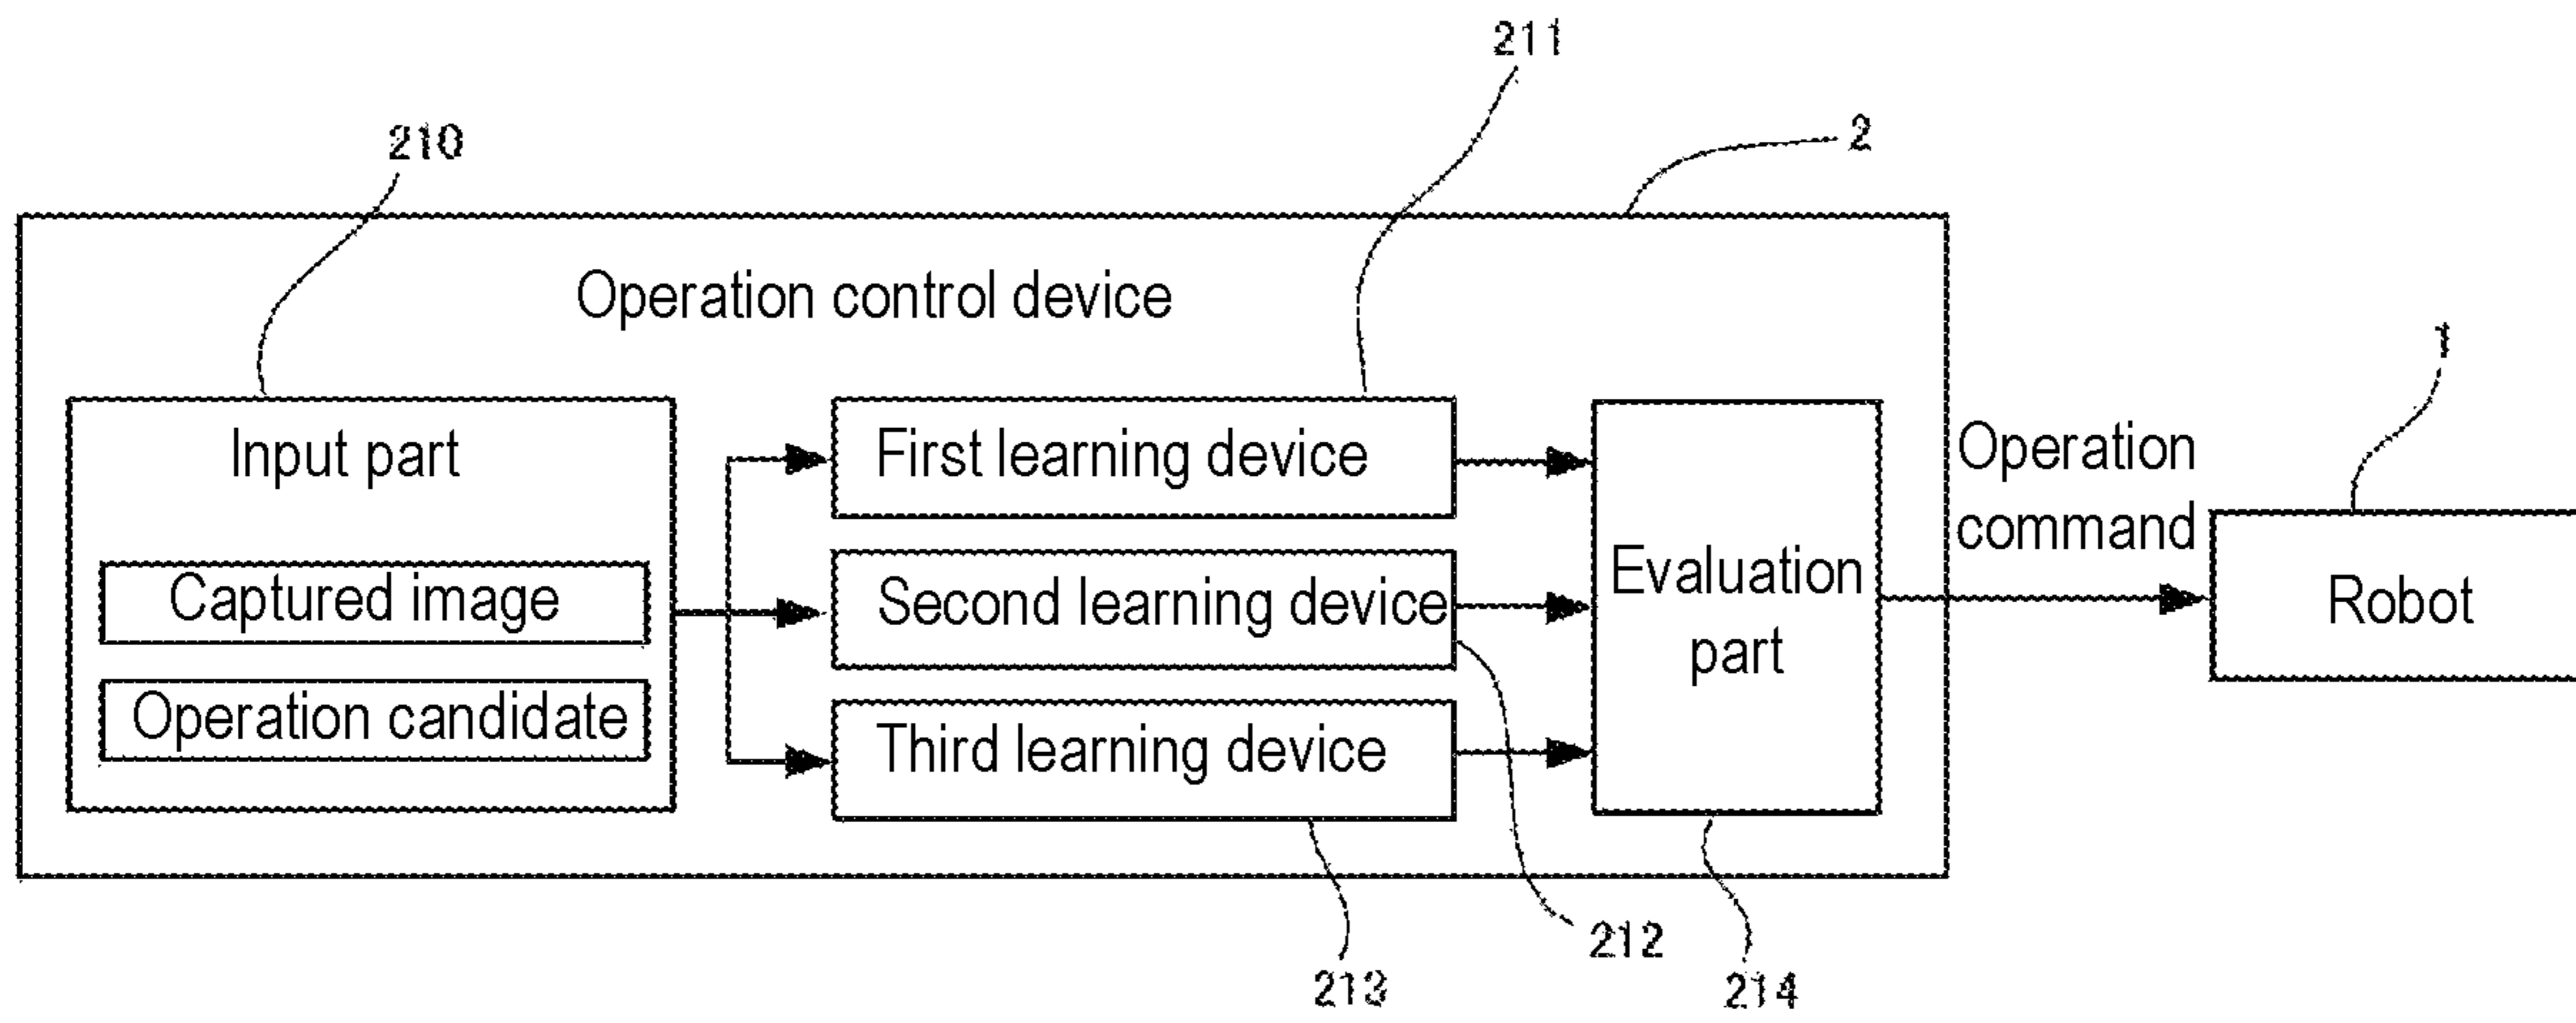 211
210
2
Operation control device
1
Input part
First learning device
Operation
command
Captured image
Second learning device
Evaluation
part
Robot
Operation candidate
Third learning device
212
213
214